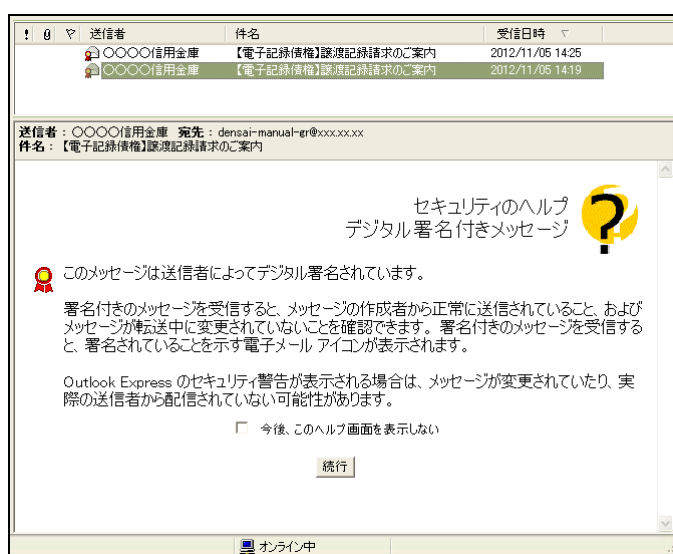 ! 送信者 件名 受信日時
〇〇〇〇信用金庫 【電子記録債権】譲渡記録請求のご案内 2012/11/05 14:25
〇〇〇〇信用金庫 【電子記録債権】譲渡記録請求のご案内 2012/11/05 14:19
送信者：〇〇〇〇信用金庫 宛先：densai-manual-gr@xxx.xx.xx
件名：【電子記録債権】譲渡記録請求のご案内
セキュリティのヘルプ
デジタル署名付きメッセージ
このメッセージは送信者によってデジタル署名されています。
署名付きのメッセージを受信すると、メッセージの作成者から正常に送信されていること、および
メッセージが転送中に変更されていないことを確認できます。署名付きのメッセージを受信する
と、署名されていることを示す電子メール アイコンが表示されます。
Outlook Express のセキュリティ警告が表示される場合は、メッセージが変更されていたり、実
際の送信者から配信されていない可能性があります。
今後、このヘルプ画面を表示しない
続行
オンライン中